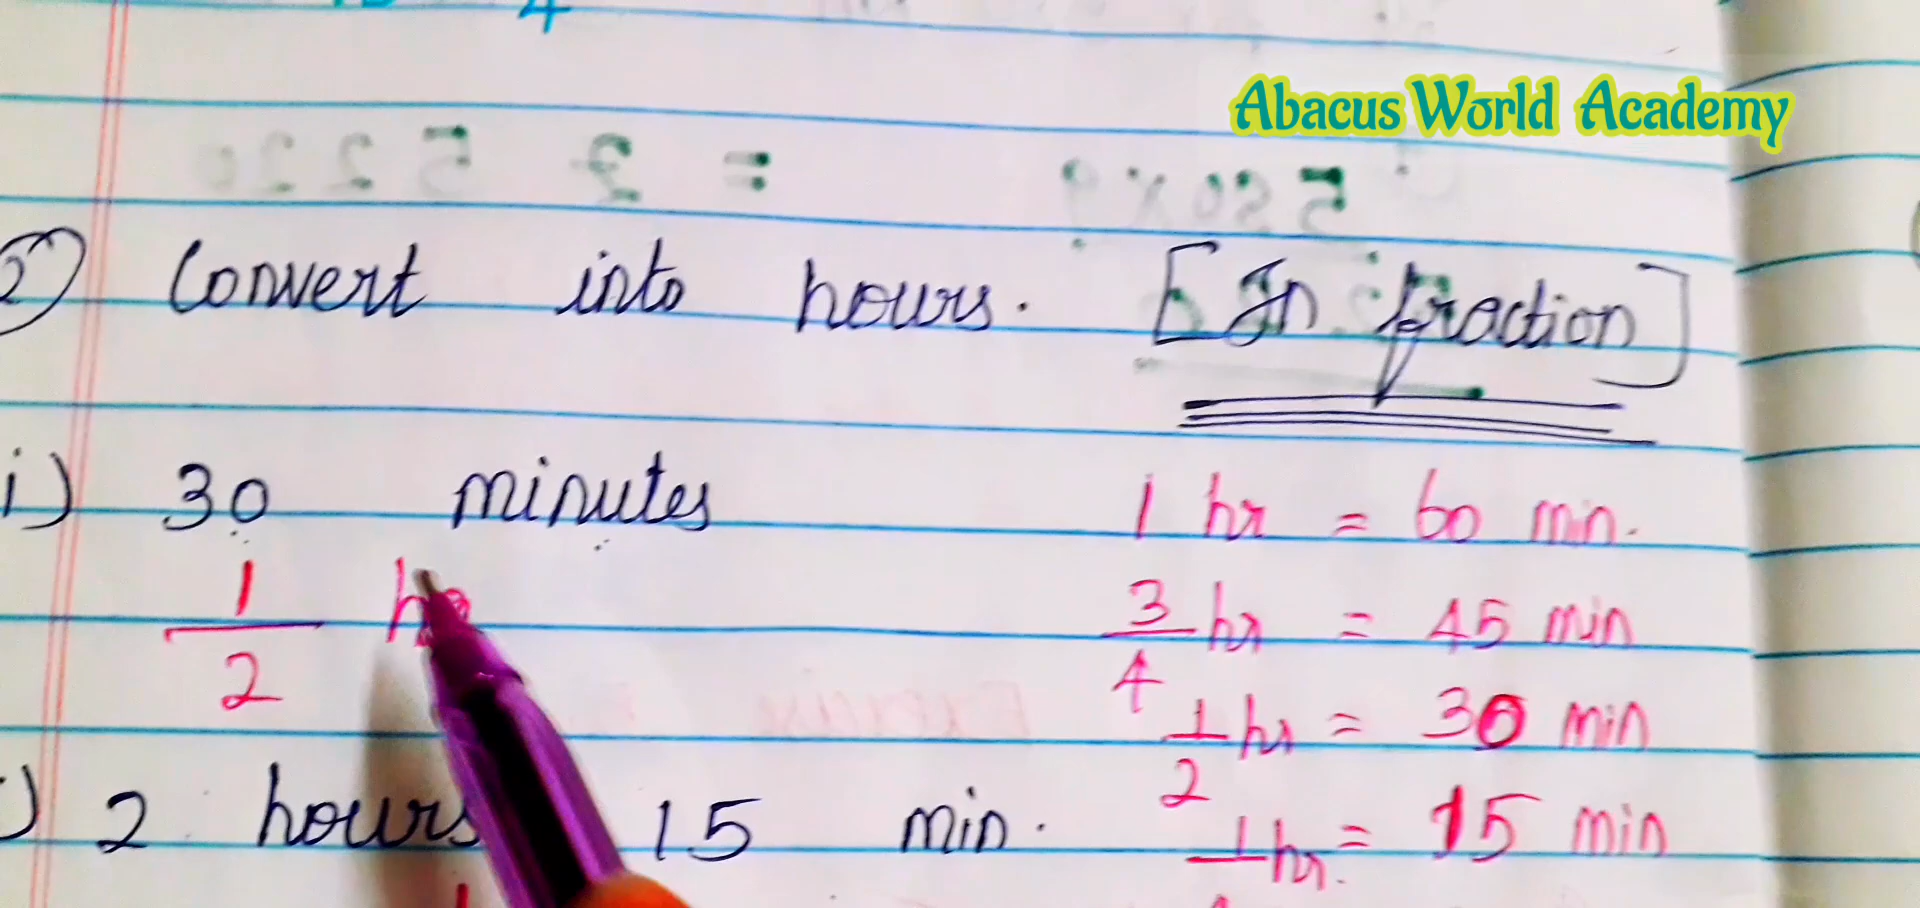 Abacus World Academy
2) Convert into hours. [In fraction]
i) 30 minutes
1/2 hr
2 hours 15 min.
1 hr = 60 min.
3/4 hr = 45 min
1/2 hr = 30 min
1 hr. = 15 min